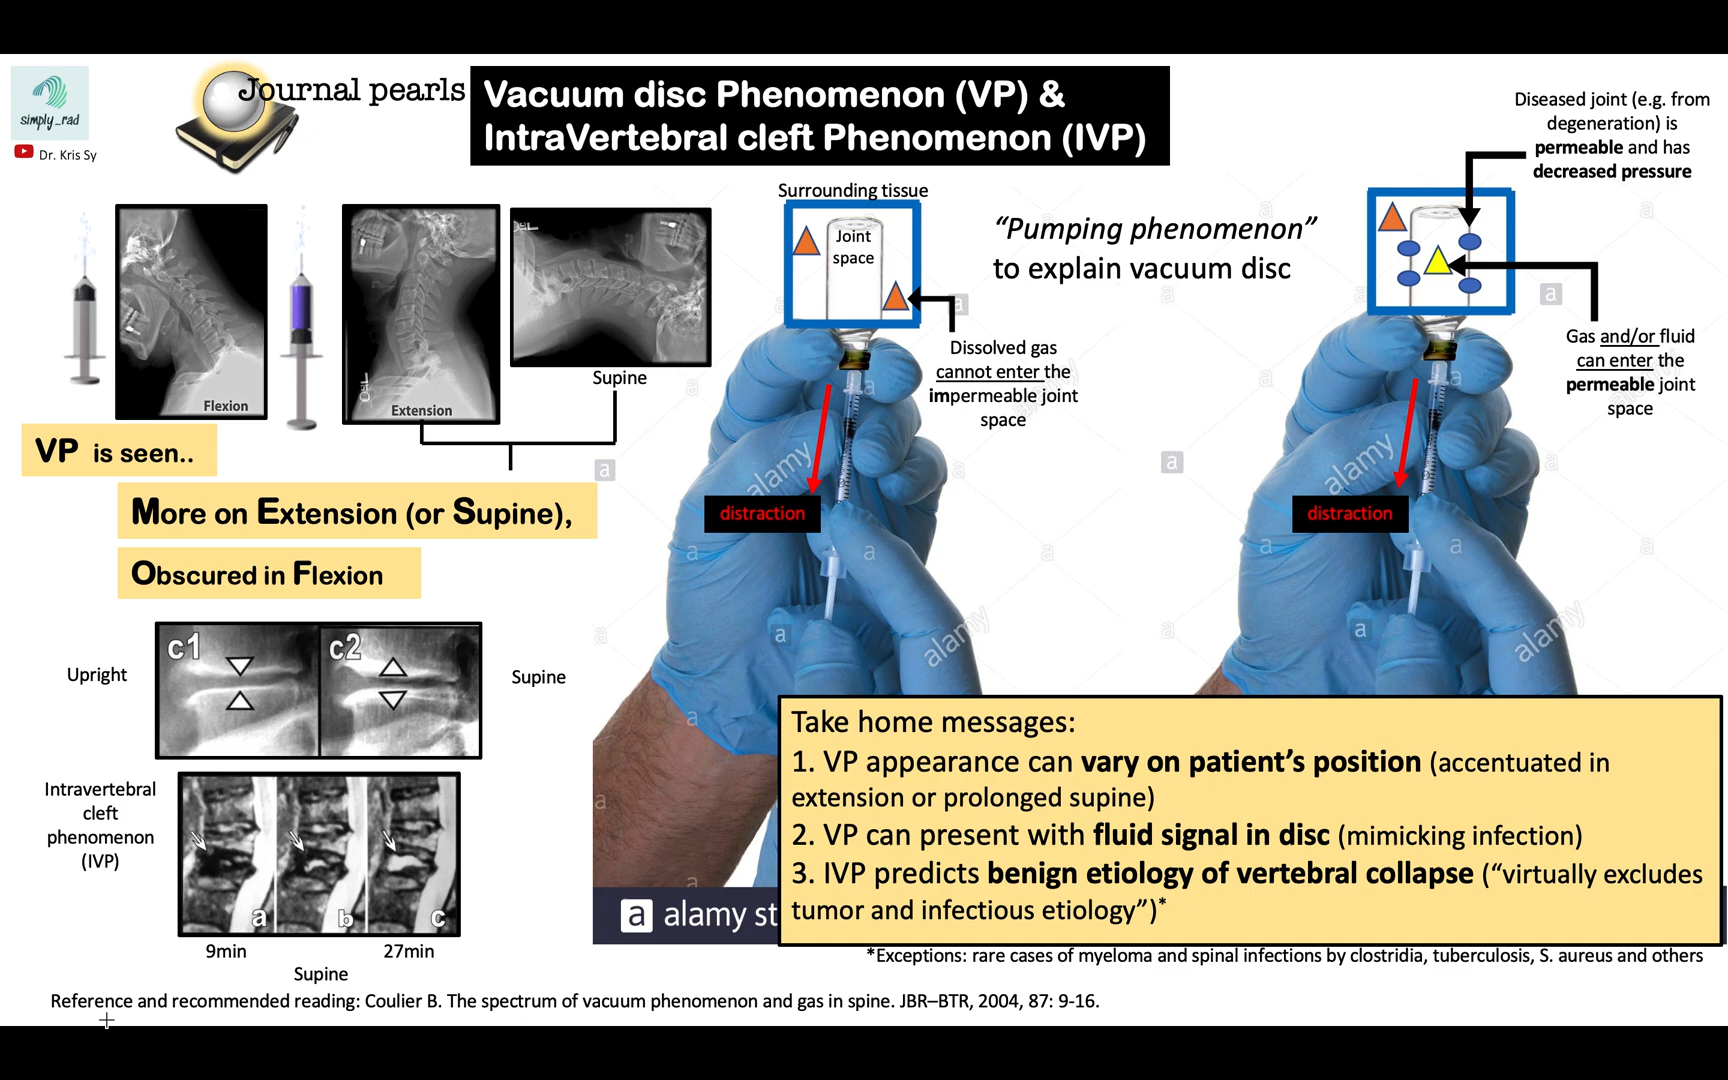 simply_rad
Dr. Kris Sy
Journal pearls
Vacuum disc Phenomenon (VP) &
IntraVertebral cleft Phenomenon (IVP)
Flexion
Extension
Supine
VP is seen..
More on Extension (or Supine),
Obscured in Flexion
Upright
c1
c2
Supine
Intravertebral
cleft
phenomenon
(IVP)
a
b
c
9min
27min
Supine
Surrounding tissue
Joint
space
Dissolved gas
cannot enter the
impermeable joint
space
distraction
“Pumping phenomenon”
to explain vacuum disc
Diseased joint (e.g. from
degeneration) is
permeable and has
decreased pressure
Gas and/or fluid
can enter the
permeable joint
space
distraction
alamy
alamy
alamy
alamy
a alamy st
Take home messages:
1. VP appearance can vary on patient’s position (accentuated in
extension or prolonged supine)
2. VP can present with fluid signal in disc (mimicking infection)
3. IVP predicts benign etiology of vertebral collapse (“virtually excludes
tumor and infectious etiology”)*
*Exceptions: rare cases of myeloma and spinal infections by clostridia, tuberculosis, S. aureus and others
Reference and recommended reading: Coulier B. The spectrum of vacuum phenomenon and gas in spine. JBR–BTR, 2004, 87: 9-16.